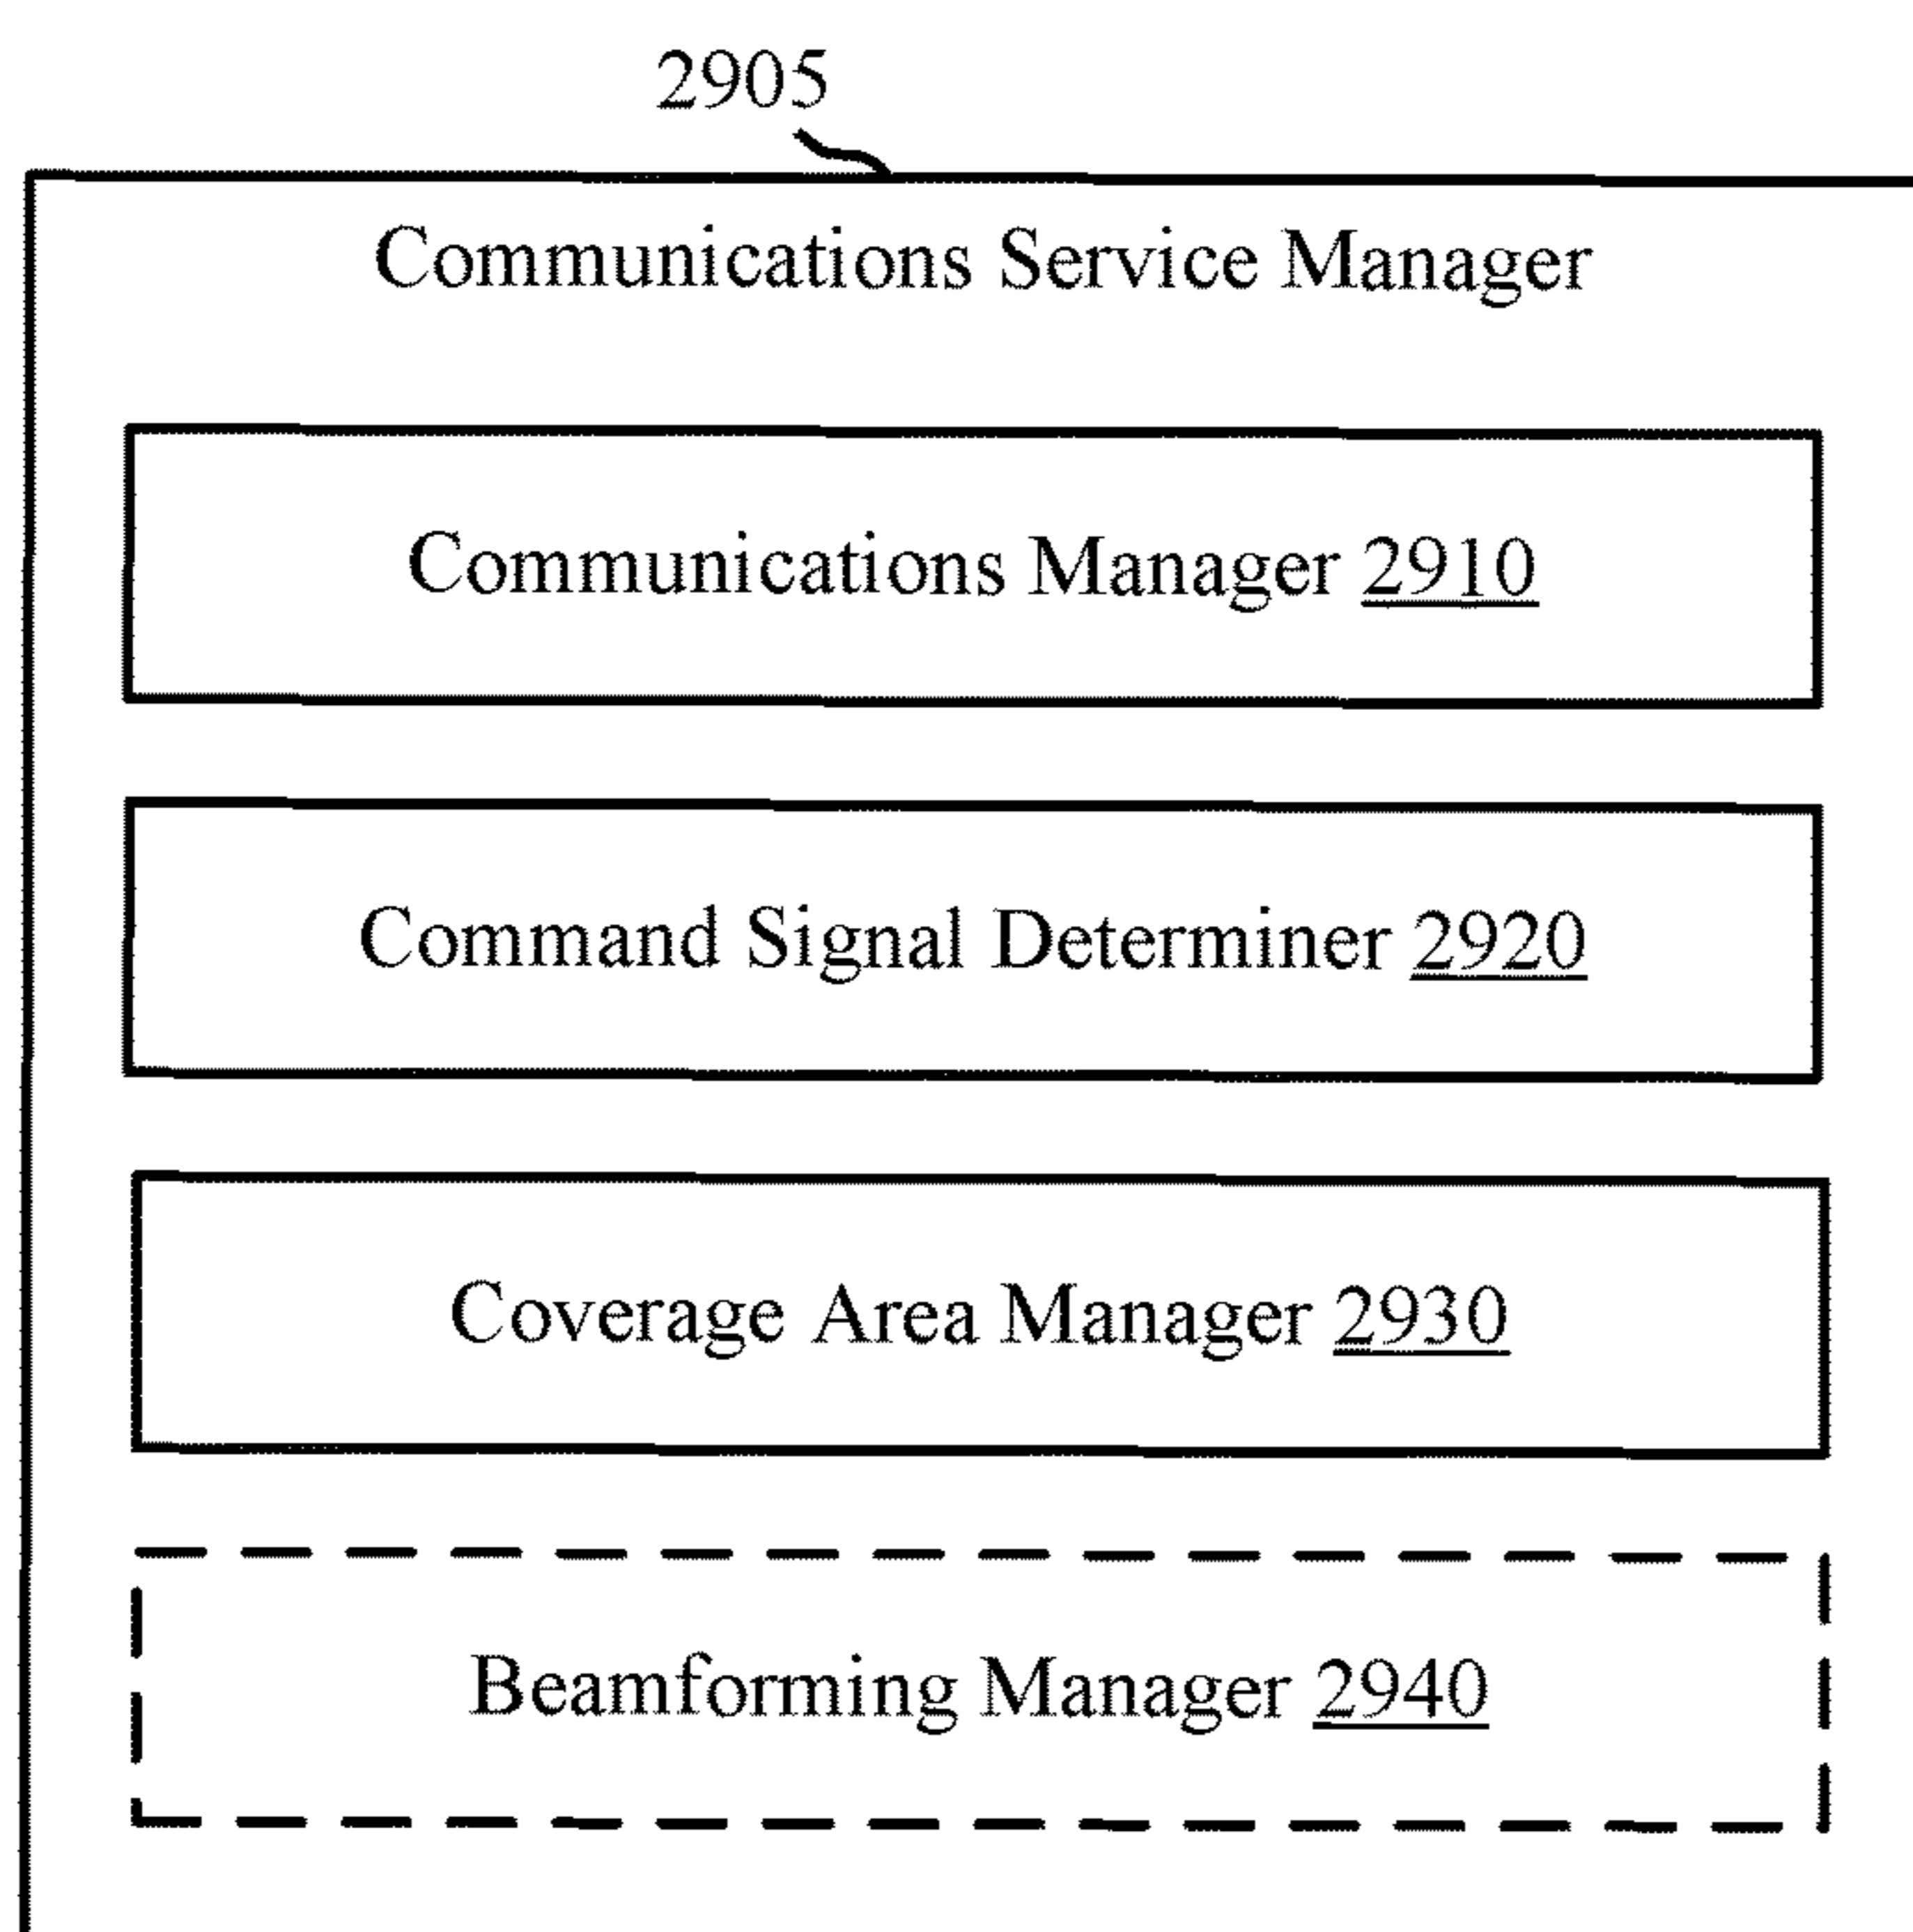 2905
Communications Service Manager
Communications Manager 2910
Command Signal Determiner 2920
Coverage Area Manager 2930
Beamforming Manager 2940